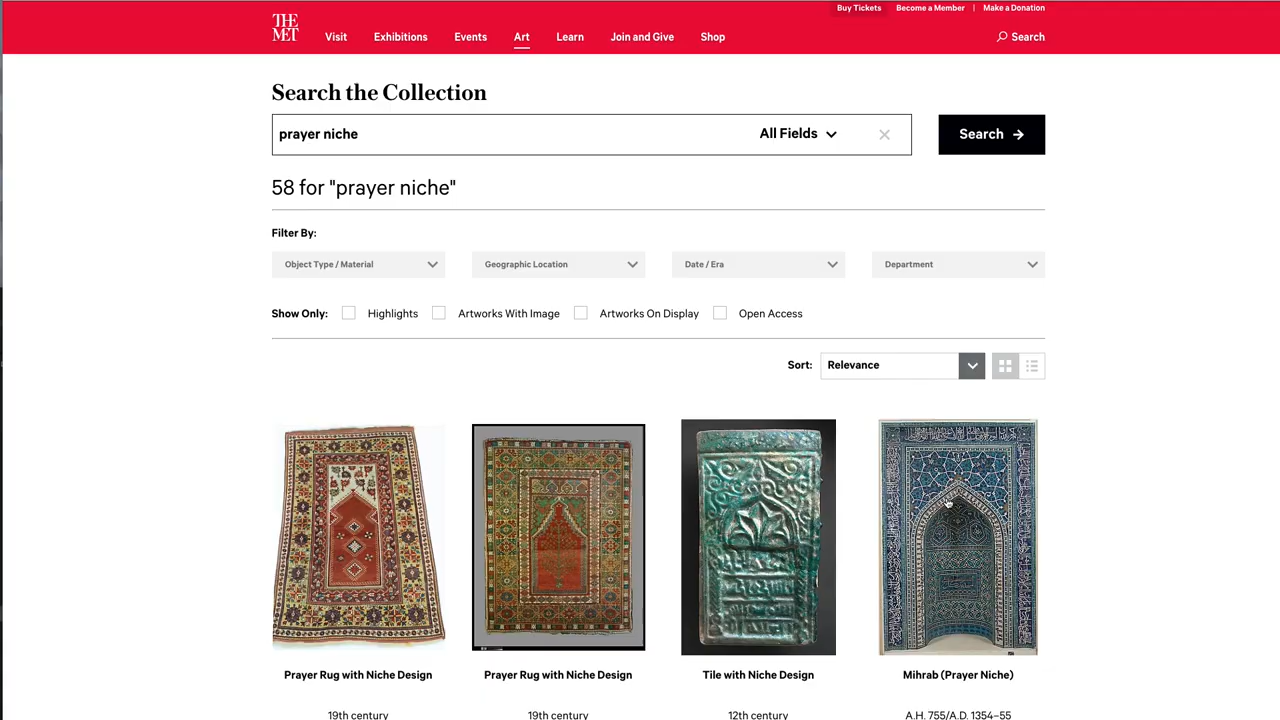 Buy Tickets Become a Member | Make a Donation
THE
MET
Visit Exhibitions Events Art Learn Join and Give Shop Search
Search the Collection
prayer niche All Fields Search
58 for "prayer niche"
Filter By:
Object Type / Material Geographic Location Date / Era Department
Show Only: Highlights Artworks With Image Artworks On Display Open Access
Sort: Relevance
Prayer Rug with Niche Design Prayer Rug with Niche Design Tile with Niche Design Mihrab (Prayer Niche)
19th century 19th century 12th century A.H. 755/A.D. 1354–55